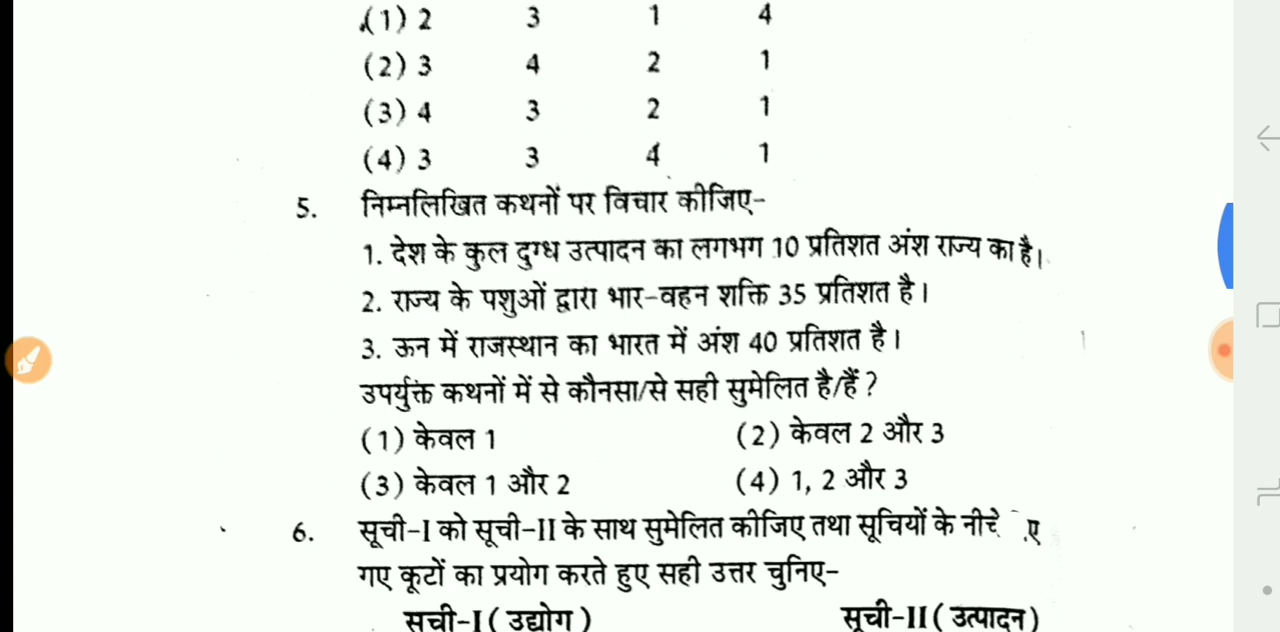 (1) 2 3 1 4
(2) 3 4 2 1
(3) 4 3 2 1
(4) 3 3 4 1
5. निम्नलिखित कथनों पर विचार कीजिए-
1. देश के कुल दुग्ध उत्पादन का लगभग 10 प्रतिशत अंश राज्य का है।
2. राज्य के पशुओं द्वारा भार-वहन शक्ति 35 प्रतिशत है।
3. ऊन में राजस्थान का भारत में अंश 40 प्रतिशत है।
उपर्युक्त कथनों में से कौनसा/से सही सुमेलित है/हैं ?
(1) केवल 1 (2) केवल 2 और 3
(3) केवल 1 और 2 (4) 1, 2 और 3
6. सूची-I को सूची-II के साथ सुमेलित कीजिए तथा सूचियों के नीचे
गए कूटों का प्रयोग करते हुए सही उत्तर चुनिए-
सूची-I ( उद्योग ) सूची-II ( उत्पादन )